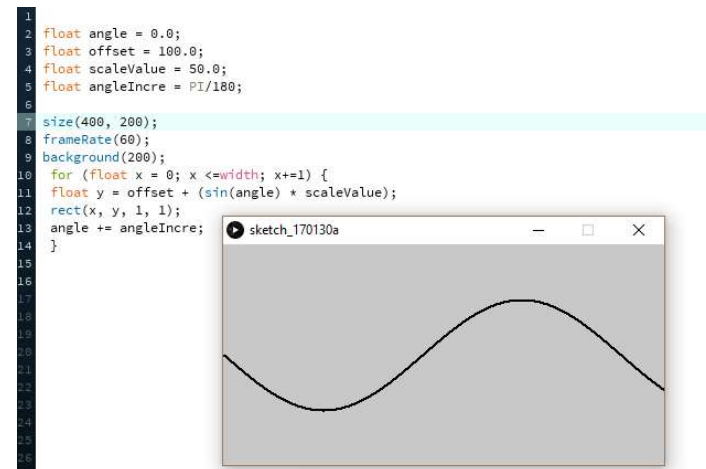 1
2 float angle = 0.0;
3 float offset = 100.0;
4 float scaleValue = 50.0;
5 float angleIncre = PI/180;
6
7 size(400, 200);
8 frameRate(60);
9 background(200);
10 for (float x = 0; x <=width; x+=1) {
11 float y = offset + (sin(angle) * scaleValue);
12 rect(x, y, 1, 1);
13 angle += angleIncre;
sketch_170130a
14 }
15
16
17
18
19
20
21
22
23
24
25
26